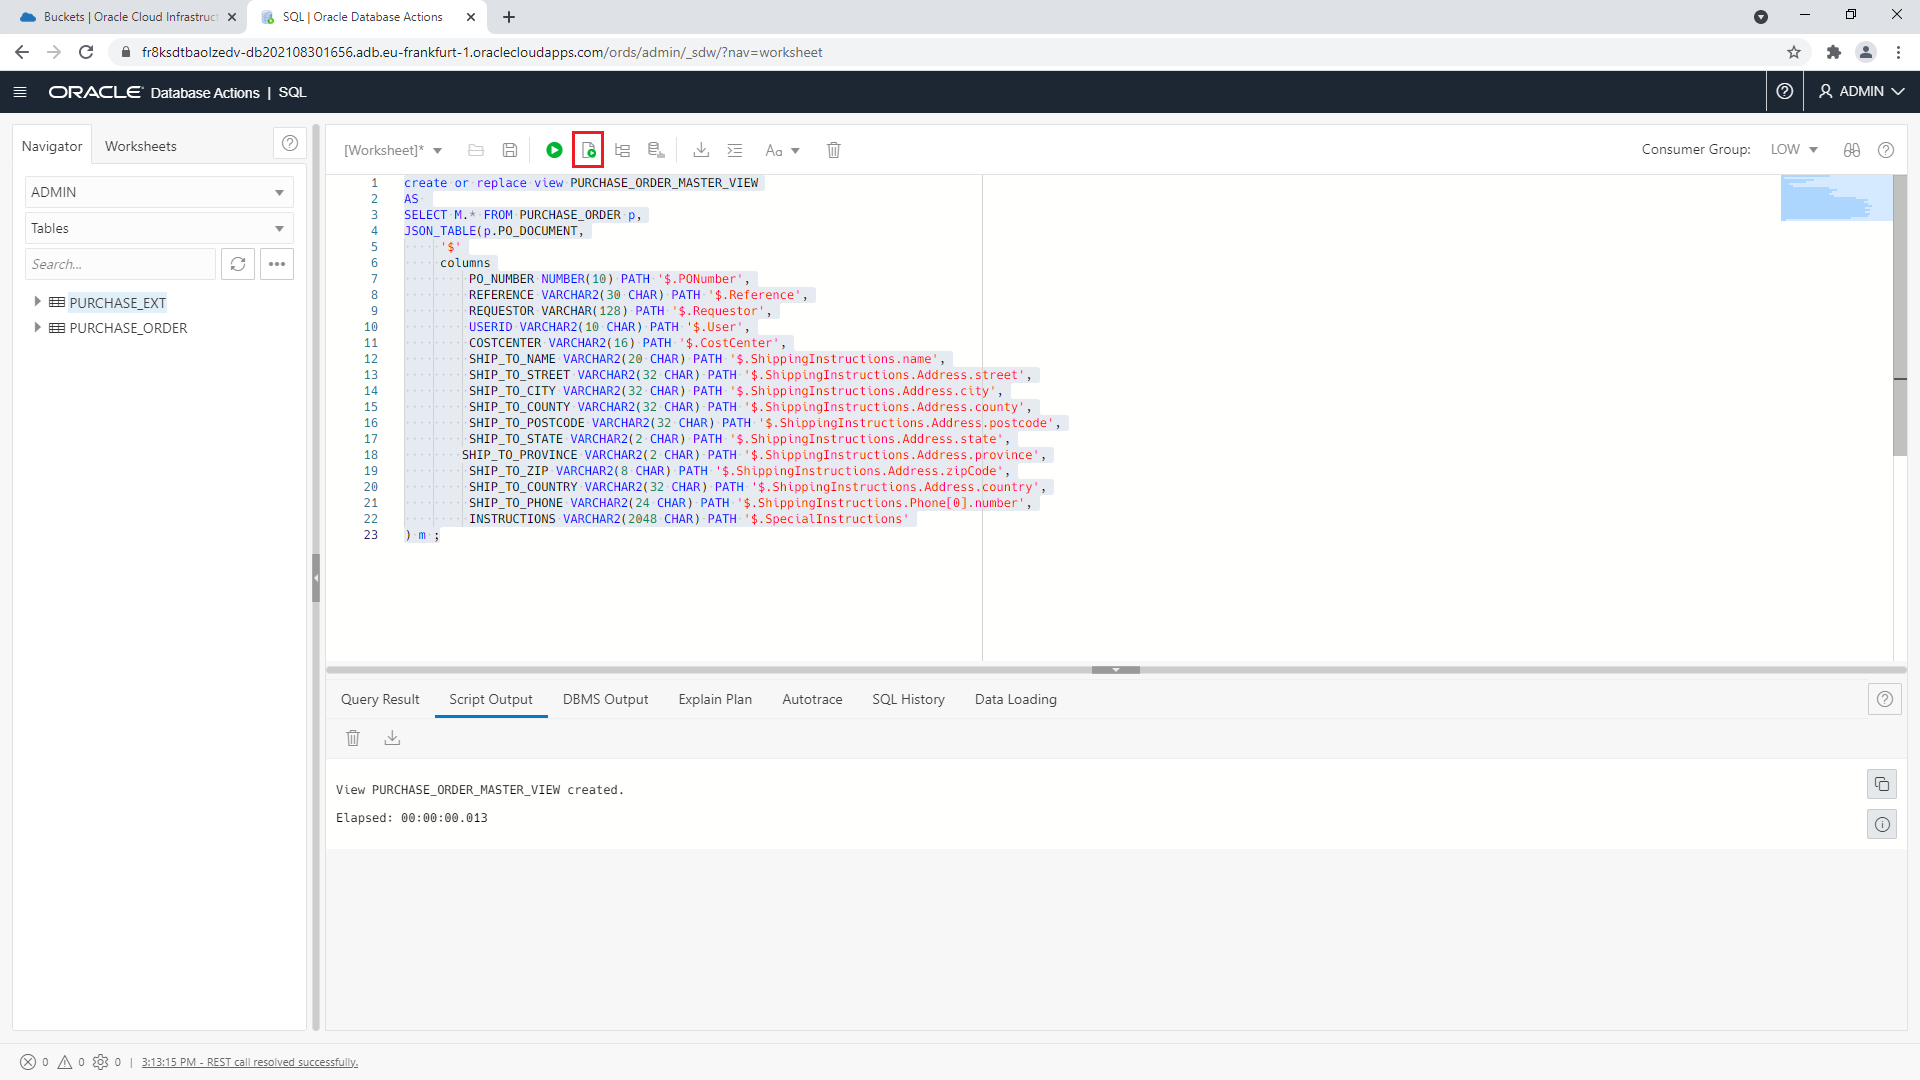 Buckets | Oracle Cloud Infrastruct
SQL | Oracle Database Actions
fr8ksdtbaolzedv-db202108301656.adb.eu-frankfurt-1.oraclecloudapps.com/ords/admin/_sdw/?nav=worksheet
ORACLE Database Actions | SQL
ADMIN
Navigator
Worksheets
[Worksheet]*
Aa
Consumer Group:
LOW
ADMIN
Tables
Search...
PURCHASE_EXT
PURCHASE_ORDER
1 create or replace view PURCHASE_ORDER_MASTER_VIEW
2 AS
3 SELECT M.* FROM PURCHASE_ORDER p,
4 JSON_TABLE(p.PO_DOCUMENT,
5 '$'
6 columns
7 PO_NUMBER NUMBER(10) PATH '$.PONumber',
8 REFERENCE VARCHAR2(30 CHAR) PATH '$.Reference',
9 REQUESTOR VARCHAR(128) PATH '$.Requestor',
10 USERID VARCHAR2(10 CHAR) PATH '$.User',
11 COSTCENTER VARCHAR2(16) PATH '$.CostCenter',
12 SHIP_TO_NAME VARCHAR2(20 CHAR) PATH '$.ShippingInstructions.name',
13 SHIP_TO_STREET VARCHAR2(32 CHAR) PATH '$.ShippingInstructions.Address.street',
14 SHIP_TO_CITY VARCHAR2(32 CHAR) PATH '$.ShippingInstructions.Address.city',
15 SHIP_TO_COUNTY VARCHAR2(32 CHAR) PATH '$.ShippingInstructions.Address.county',
16 SHIP_TO_POSTCODE VARCHAR2(32 CHAR) PATH '$.ShippingInstructions.Address.postcode',
17 SHIP_TO_STATE VARCHAR2(2 CHAR) PATH '$.ShippingInstructions.Address.state',
18 SHIP_TO_PROVINCE VARCHAR2(2 CHAR) PATH '$.ShippingInstructions.Address.province',
19 SHIP_TO_ZIP VARCHAR2(8 CHAR) PATH '$.ShippingInstructions.Address.zipCode',
20 SHIP_TO_COUNTRY VARCHAR2(32 CHAR) PATH '$.ShippingInstructions.Address.country',
21 SHIP_TO_PHONE VARCHAR2(24 CHAR) PATH '$.ShippingInstructions.Phone[0].number',
22 INSTRUCTIONS VARCHAR2(2048 CHAR) PATH '$.SpecialInstructions'
23 ) m ;
Query Result
Script Output
DBMS Output
Explain Plan
Autotrace
SQL History
Data Loading
View PURCHASE_ORDER_MASTER_VIEW created.
Elapsed: 00:00:00.013
0 0 0 | 3:13:15 PM - REST call resolved successfully.